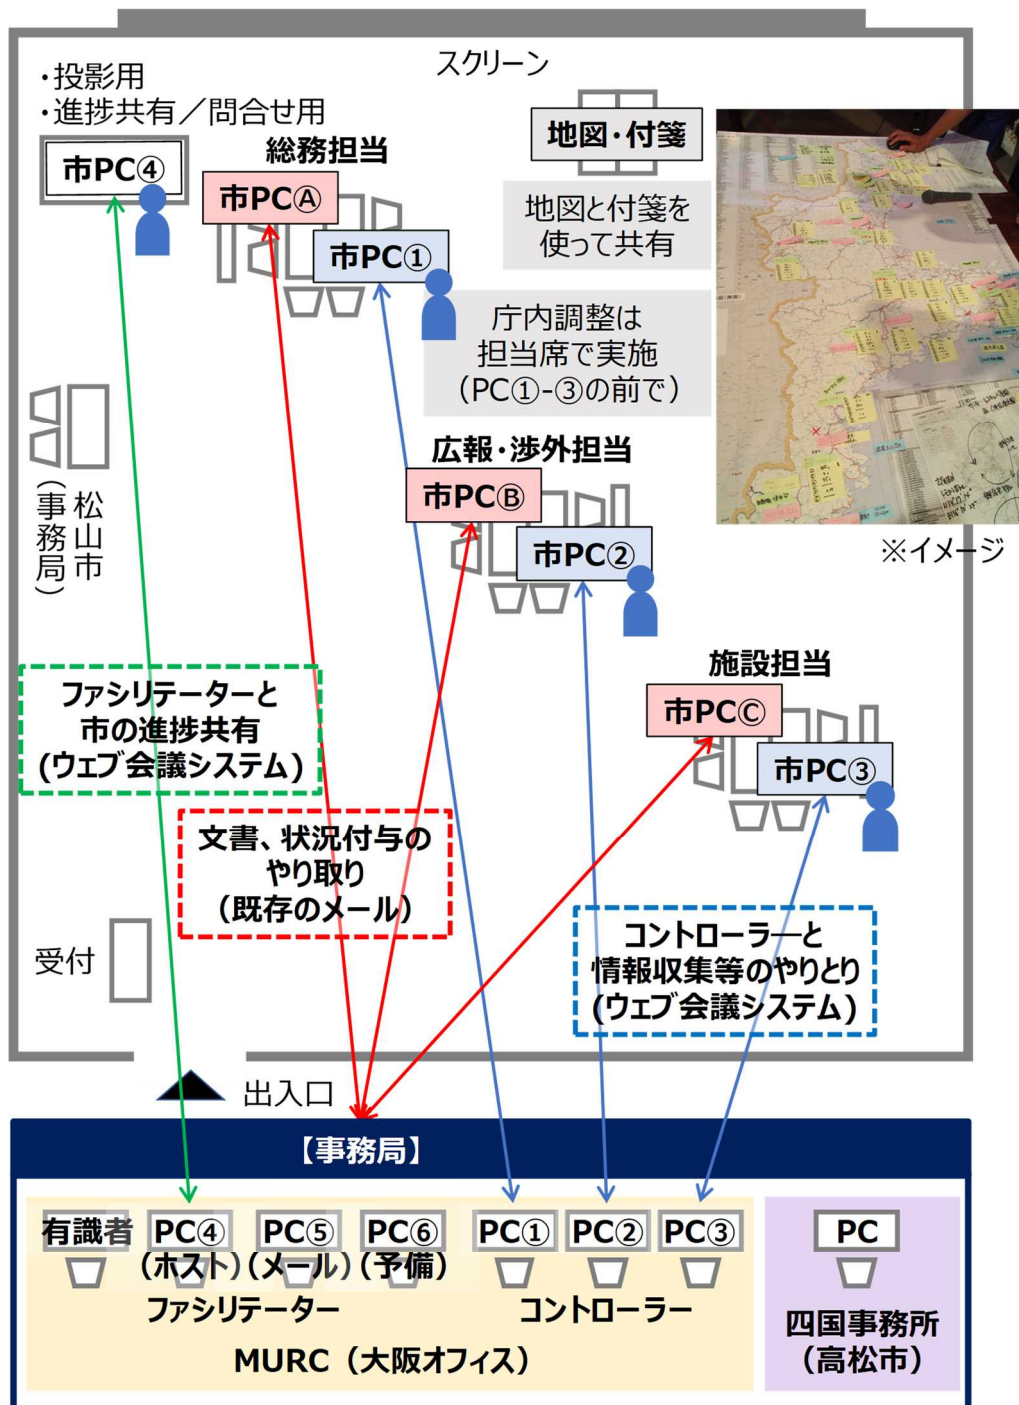 スクリーン
・投影用
・進捗共有／問合せ用
市PC④
総務担当
市PCⒶ
市PC①
地図・付箋
地図と付箋を
使って共有
庁内調整は
担当席で実施
（PC①-③の前で）
※イメージ
広報・渉外担当
市PCⒷ
市PC②
松山市
（事務局）
施設担当
市PCⒸ
市PC③
ファシリテーターと
市の進捗共有
(ウェブ会議システム)
文書、状況付与の
やり取り
（既存のメール）
コントローラ―と
情報収集等のやりとり
(ウェブ会議システム)
受付
出入口
【事務局】
有識者
PC④
PC⑤
PC⑥
PC①
PC②
PC③
PC
(ホスト)
(メール)
(予備)
ファシリテーター
コントローラー
MURC（大阪オフィス）
四国事務所
（高松市）